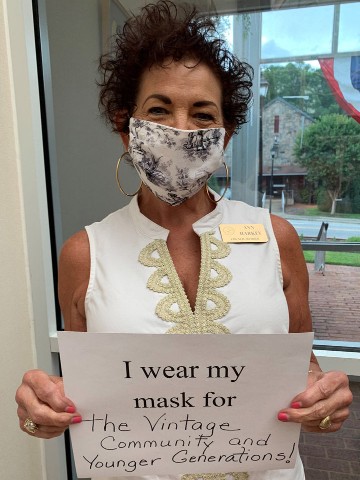 I wear my
mask for
The Vintage
Community and
Younger Generations!